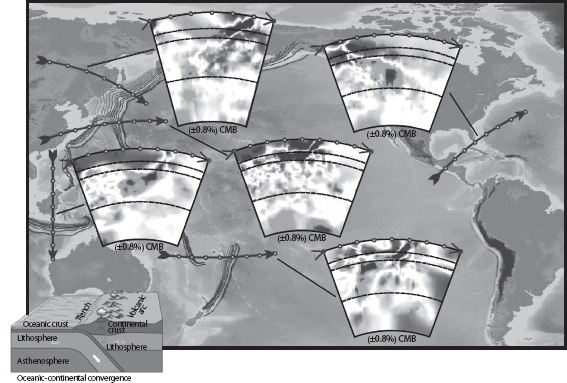 (±0.8%) CMB
(±0.8%) CMB
(±0.8%) CMB
(±0.8%) CMB
(±0.8%) CMB
Trench
Volcanic
arc
Oceanic crust
Continental
crust
Lithosphere
Lithosphere
Asthenosphere
Oceanic-continental convergence